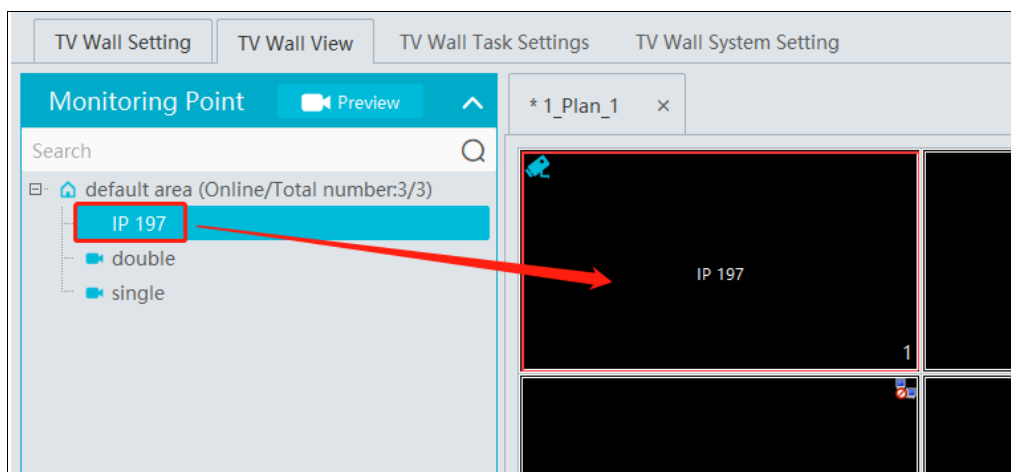 TV Wall Setting TV Wall View TV Wall Task Settings TV Wall System Setting
Monitoring Point Preview
* 1_Plan_1 ×
Search
default area (Online/Total number:3/3)
IP 197
double
single
IP 197
1